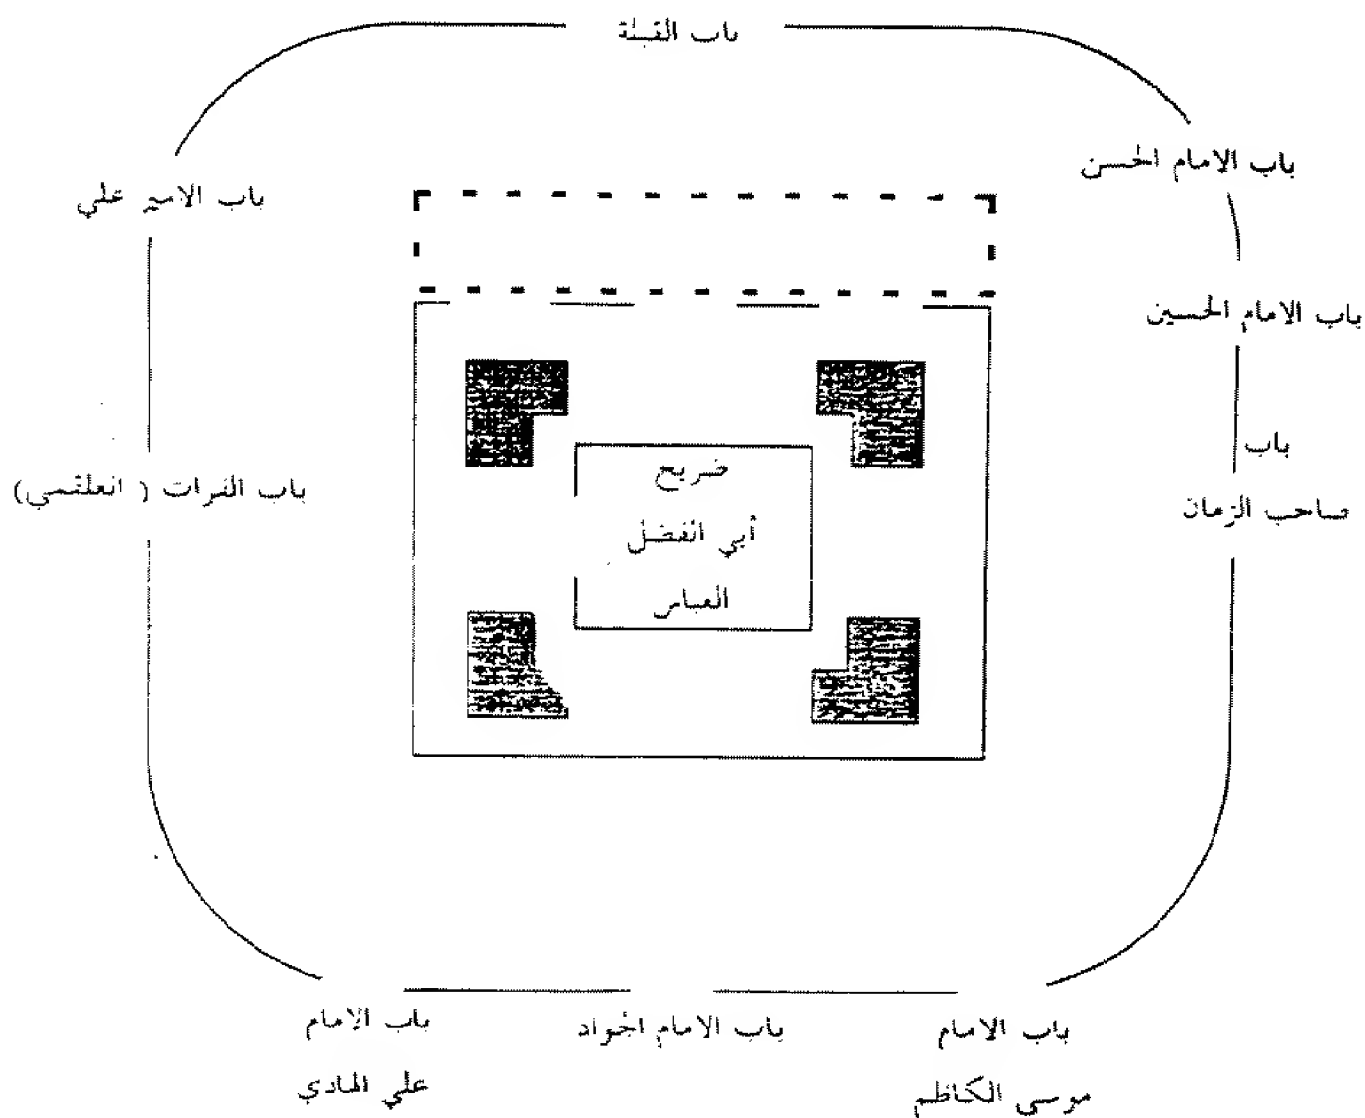 باب القبلة
باب الامام الحسن
باب الامير علي
باب الامام الحسين
باب
صاحب الزمان
باب الفرات ( العلقمي)
ضريح
أبي الفضل
العباس
باب الامام
موسى الكاظم
باب الامام الجواد
باب الامام
علي الهادي